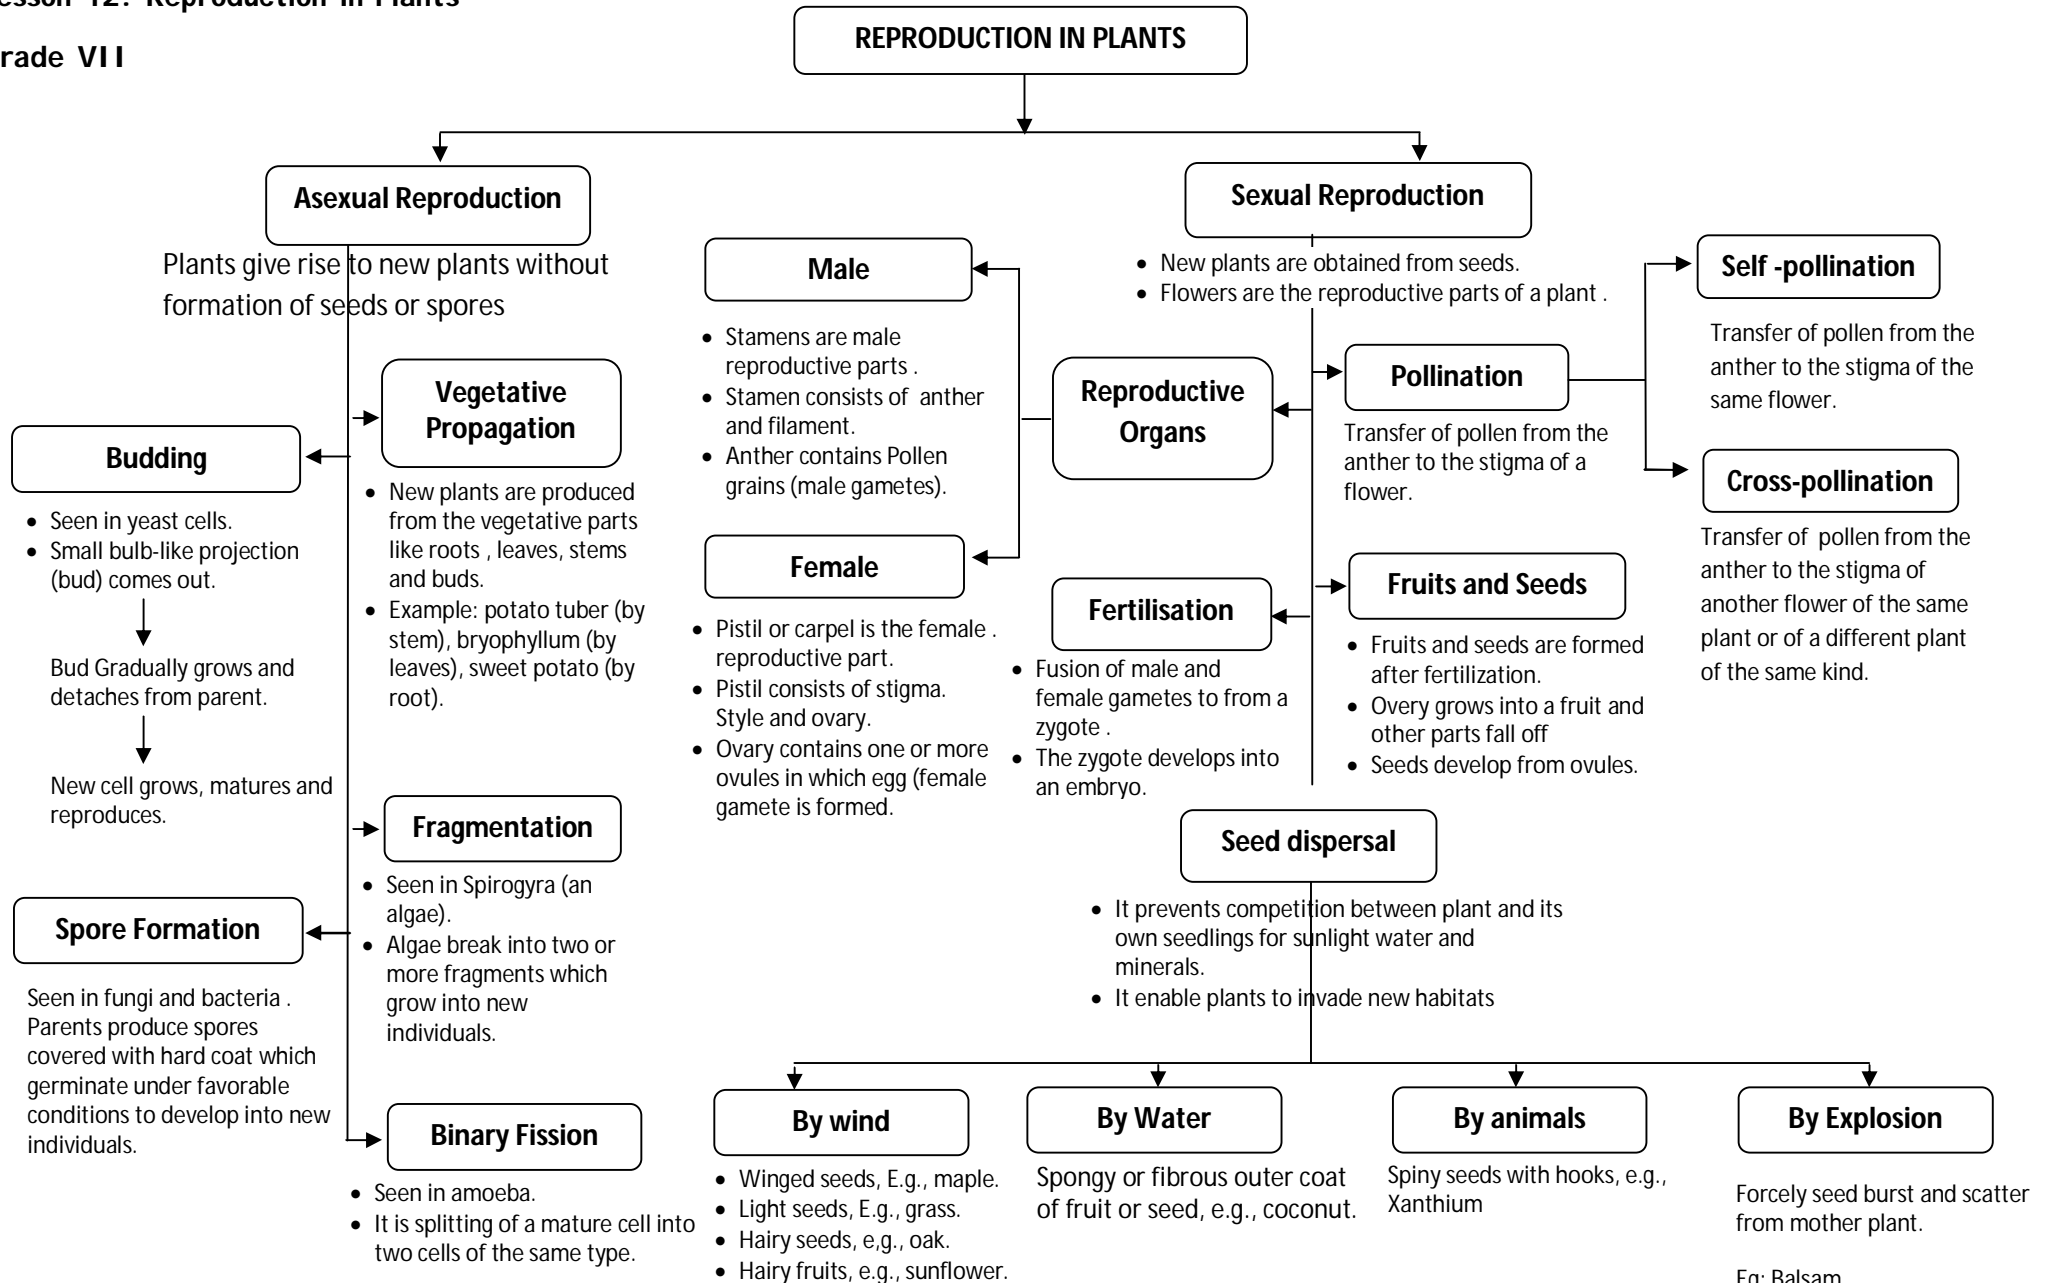 esson 12: Reproduction in Plants
rade VII
REPRODUCTION IN PLANTS
Asexual Reproduction
Plants give rise to new plants without
formation of seeds or spores
Budding
• Seen in yeast cells.
• Small bulb-like projection
(bud) comes out.
Bud Gradually grows and
detaches from parent.
New cell grows, matures and
reproduces.
Vegetative
Propagation
• New plants are produced
from the vegetative parts
like roots , leaves, stems
and buds.
• Example: potato tuber (by
stem), bryophyllum (by
leaves), sweet potato (by
root).
Fragmentation
• Seen in Spirogyra (an
algae).
• Algae break into two or
more fragments which
grow into new
individuals.
Spore Formation
Seen in fungi and bacteria .
Parents produce spores
covered with hard coat which
germinate under favorable
conditions to develop into new
individuals.
Binary Fission
• Seen in amoeba.
• It is splitting of a mature cell into
two cells of the same type.
Sexual Reproduction
• New plants are obtained from seeds.
• Flowers are the reproductive parts of a plant .
Reproductive
Organs
Male
• Stamens are male
reproductive parts .
• Stamen consists of anther
and filament.
• Anther contains Pollen
grains (male gametes).
Female
• Pistil or carpel is the female .
reproductive part.
• Pistil consists of stigma.
Style and ovary.
• Ovary contains one or more
ovules in which egg (female
gamete is formed.
Pollination
Transfer of pollen from the
anther to the stigma of a
flower.
Self -pollination
Transfer of pollen from the
anther to the stigma of the
same flower.
Cross-pollination
Transfer of pollen from the
anther to the stigma of
another flower of the same
plant or of a different plant
of the same kind.
Fertilisation
• Fusion of male and
female gametes to from a
zygote .
• The zygote develops into
an embryo.
Fruits and Seeds
• Fruits and seeds are formed
after fertilization.
• Overy grows into a fruit and
other parts fall off
• Seeds develop from ovules.
Seed dispersal
• It prevents competition between plant and its
own seedlings for sunlight water and
minerals.
• It enable plants to invade new habitats
By wind
• Winged seeds, E.g., maple.
• Light seeds, E.g., grass.
• Hairy seeds, e,g., oak.
• Hairy fruits, e.g., sunflower.
By Water
Spongy or fibrous outer coat
of fruit or seed, e.g., coconut.
By animals
Spiny seeds with hooks, e.g.,
Xanthium
By Explosion
Forcely seed burst and scatter
from mother plant.
Eg: Balsam